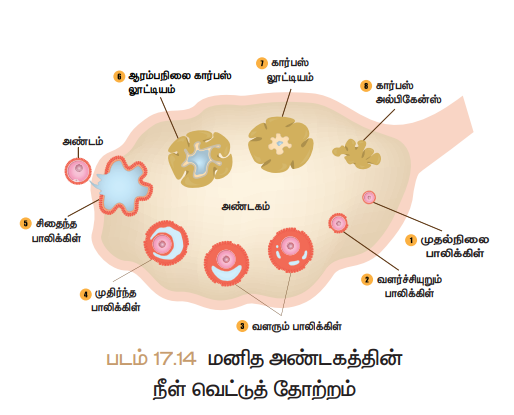 7 கார்பஸ்
லூட்டியம்
6 ஆரம்பநிலை கார்பஸ்
லூட்டியம்
8 கார்பஸ்
அல்பிகேன்ஸ்
அண்டம்
அண்டகம்
5 சிதைந்த
பாலிக்கிள்
1 முதல்நிலை
பாலிக்கிள்
2 வளர்ச்சியுறும்
பாலிக்கிள்
4 முதிர்ந்த
பாலிக்கிள்
3 வளரும் பாலிக்கிள்
படம் 17.14 மனித அண்டகத்தின்
நீள் வெட்டுத் தோற்றம்